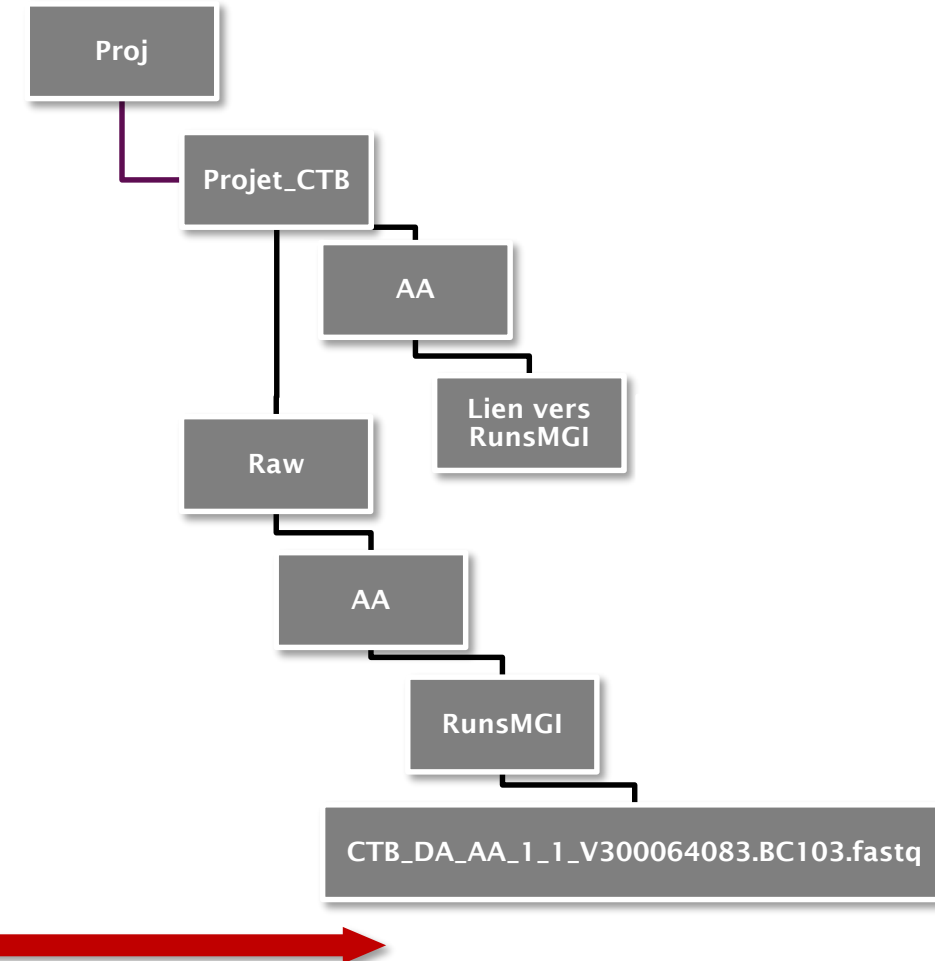 Proj
Projet_CTB
AA
Lien vers
RunsMGI
Raw
AA
RunsMGI
CTB_DA_AA_1_1_V300064083.BC103.fastq